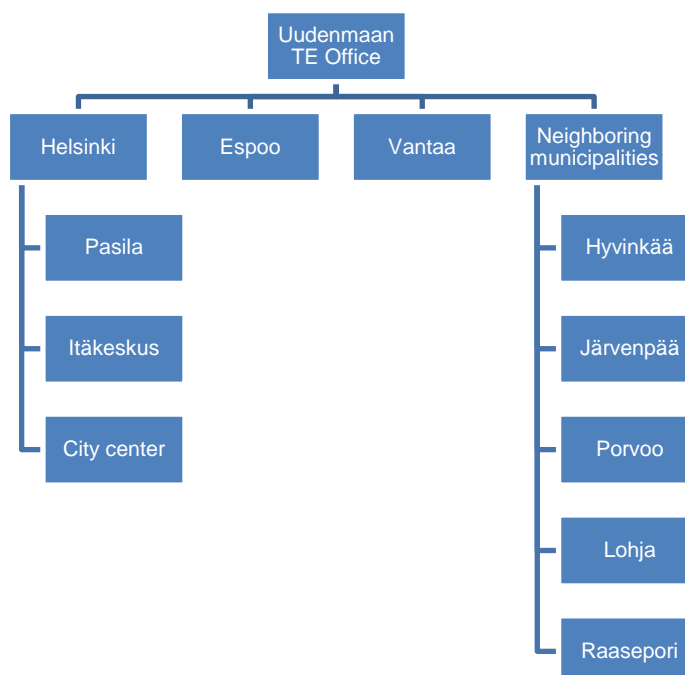 Uudenmaan
TE Office
Helsinki
Espoo
Vantaa
Neighboring
municipalities
Pasila
Hyvinkää
Itäkeskus
Järvenpää
City center
Porvoo
Lohja
Raasepori